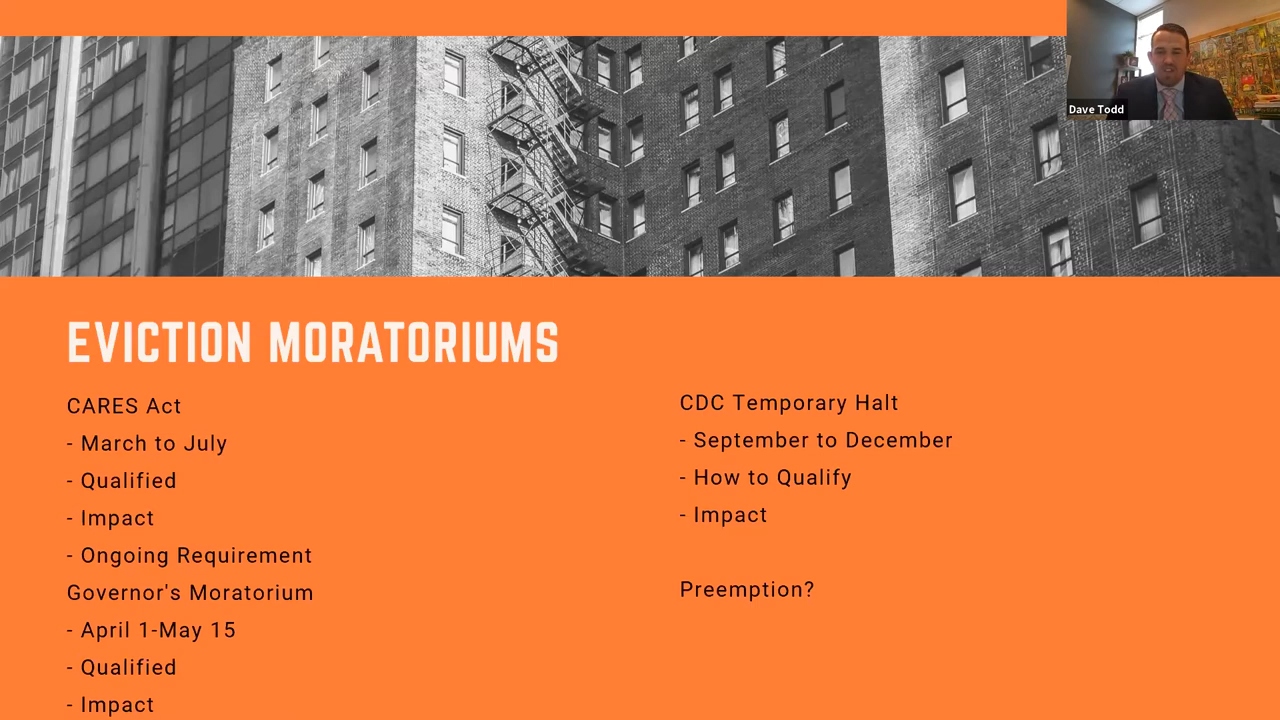 Dave Todd
EVICTION MORATORIUMS
CARES Act
- March to July
- Qualified
- Impact
- Ongoing Requirement
Governor's Moratorium
- April 1-May 15
- Qualified
- Impact
CDC Temporary Halt
- September to December
- How to Qualify
- Impact
Preemption?